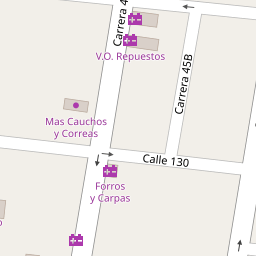 Carrera 4
V.O. Repuestos
Carrera 45B
Mas Cauchos
y Correas
Calle 130
Forros
y Carpas